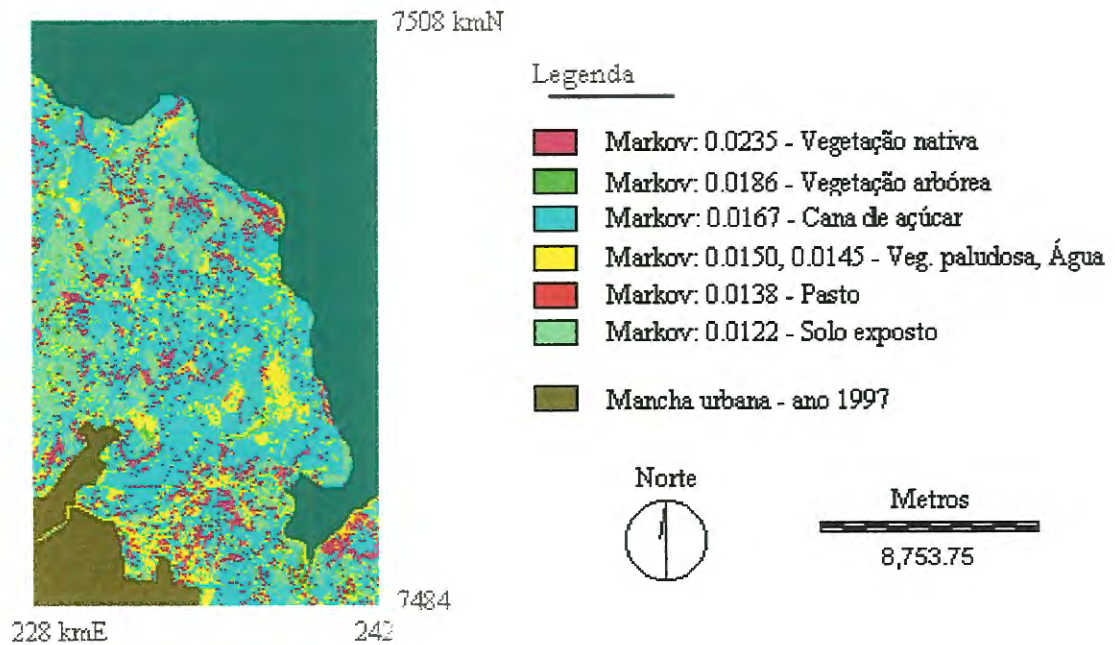 7508 kmN
Legenda
Markov: 0.0235 - Vegetação nativa
Markov: 0.0186 - Vegetação arbórea
Markov: 0.0167 - Cana de açúcar
Markov: 0.0150, 0.0145 - Veg. paludosa, Água
Markov: 0.0138 - Pasto
Markov: 0.0122 - Solo exposto
Mancha urbana - ano 1997
Norte
Metros
8,753.75
7484
228 kmE
242